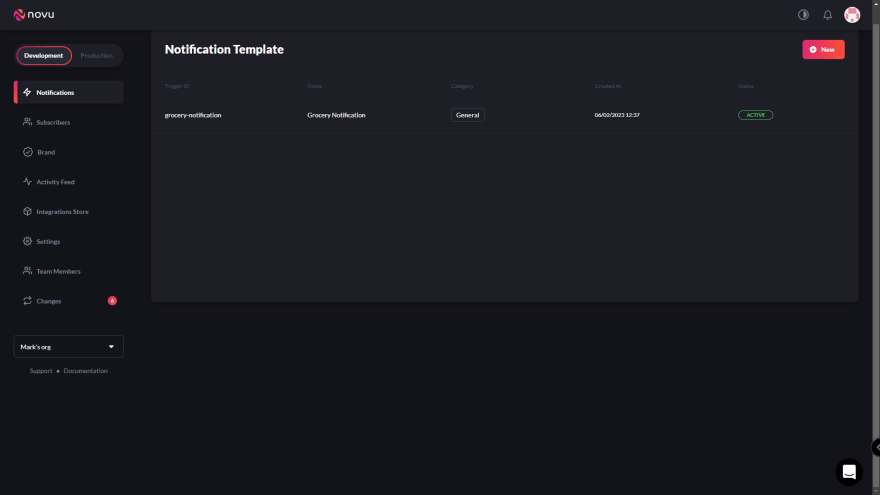 novu
Development Production
Notification Template
New
Notifications
Subscribers
Brand
Activity Feed
Integrations Store
Settings
Team Members
Changes
Trigger ID Name Category Created At Status
grocery-notification Grocery Notification General 06/02/2023 12:37 ACTIVE
Mark's org
Support • Documentation